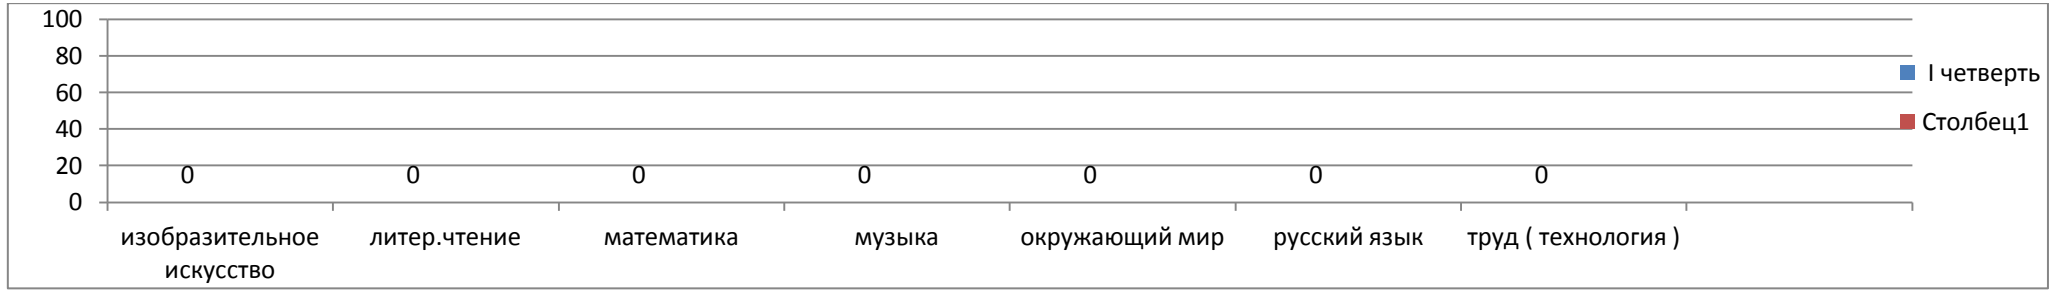 100
80
60
40
20
0
0 0 0 0 0 0 0
изобразительное искусство
литер.чтение
математика
музыка
окружающий мир
русский язык
труд ( технология )
I четверть
Столбец1